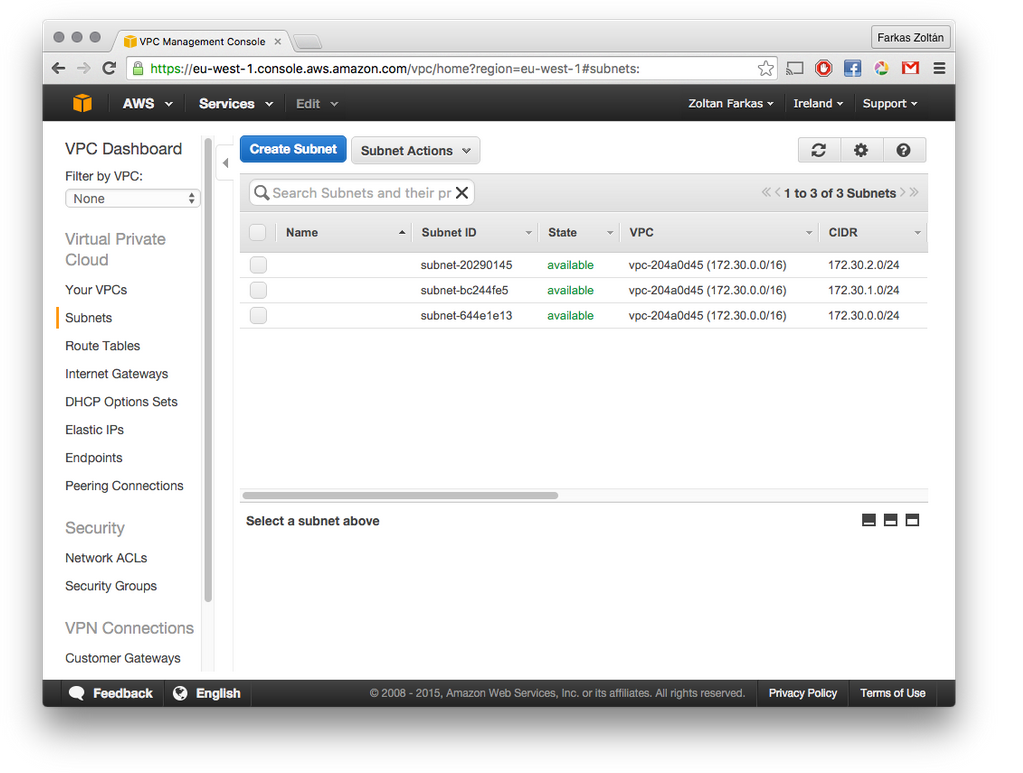 VPC Management Console
Farkas Zoltán
https://eu-west-1.console.aws.amazon.com/vpc/home?region=eu-west-1#subnets:
AWS Services Edit Zoltan Farkas Ireland Support
VPC Dashboard
Filter by VPC:
None
Virtual Private
Cloud
Your VPCs
Subnets
Route Tables
Internet Gateways
DHCP Options Sets
Elastic IPs
Endpoints
Peering Connections
Security
Network ACLs
Security Groups
VPN Connections
Customer Gateways
Create Subnet Subnet Actions
Search Subnets and their pr
1 to 3 of 3 Subnets
Name Subnet ID State VPC CIDR
subnet-20290145 available vpc-204a0d45 (172.30.0.0/16) 172.30.2.0/24
subnet-bc244fe5 available vpc-204a0d45 (172.30.0.0/16) 172.30.1.0/24
subnet-644e1e13 available vpc-204a0d45 (172.30.0.0/16) 172.30.0.0/24
Select a subnet above
Feedback English © 2008 - 2015, Amazon Web Services, Inc. or its affiliates. All rights reserved. Privacy Policy Terms of Use